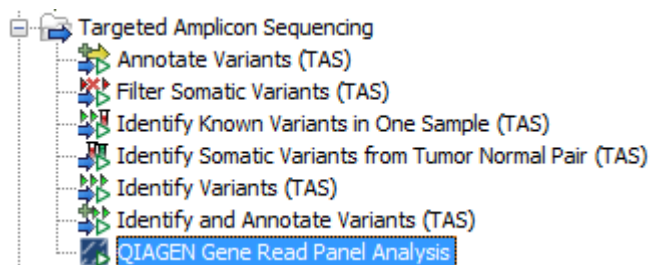 Targeted Amplicon Sequencing
Annotate Variants (TAS)
Filter Somatic Variants (TAS)
Identify Known Variants in One Sample (TAS)
Identify Somatic Variants from Tumor Normal Pair (TAS)
Identify Variants (TAS)
Identify and Annotate Variants (TAS)
QIAGEN Gene Read Panel Analysis